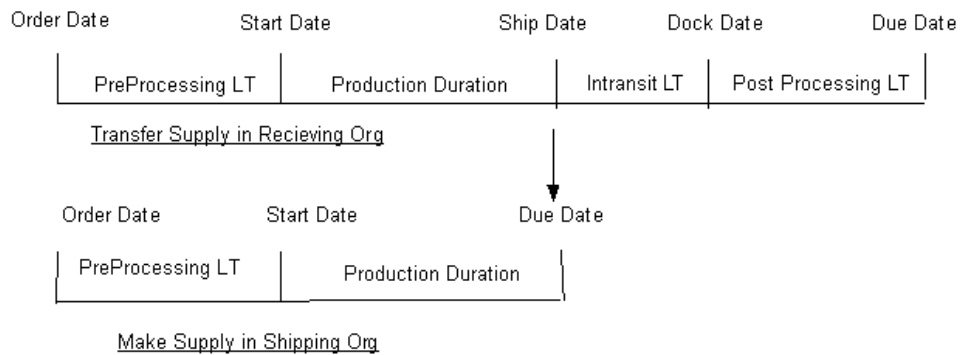 Order Date Start Date Ship Date Dock Date Due Date
PreProcessing LT Production Duration Intransit LT Post Processing LT
Transfer Supply in Recieving Org
Order Date Start Date Due Date
PreProcessing LT Production Duration
Make Supply in Shipping Org